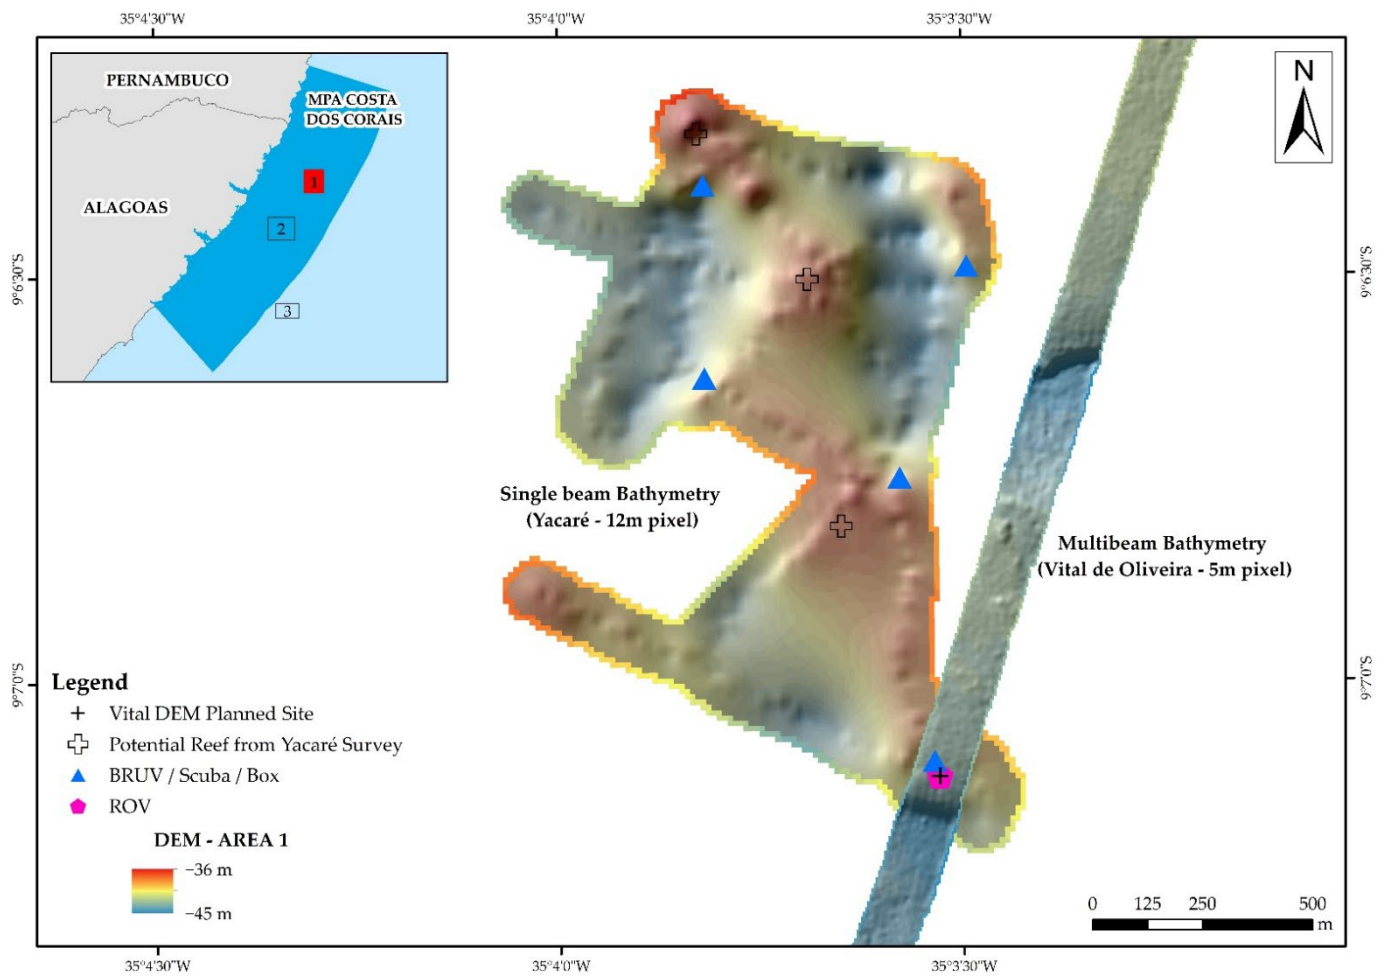 35°4'30"W
35°4'0"W
35°3'30"W
PERNAMBUCO
MPA COSTA
DOS CORAIS
ALAGOAS
1
2
3
N
9°6'30"S
9°6'30"S
Single beam Bathymetry
(Yacaré - 12m pixel)
Multibeam Bathymetry
(Vital de Oliveira - 5m pixel)
9°7'0"S
9°7'0"S
Legend
Vital DEM Planned Site
Potential Reef from Yacaré Survey
BRUV / Scuba / Box
ROV
DEM - AREA 1
−36 m
−45 m
0 125 250 500
m
35°4'30"W
35°4'0"W
35°3'30"W